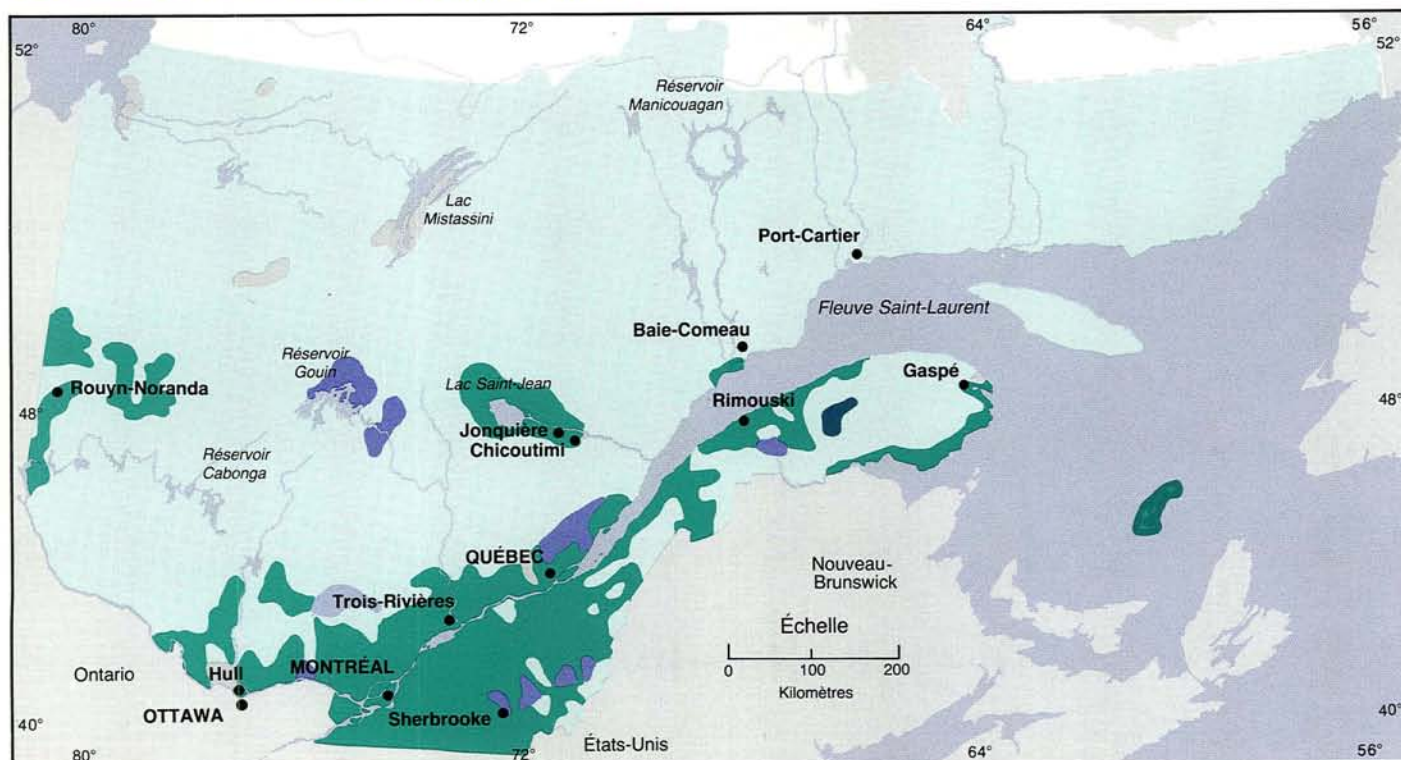 80°
72°
64°
56°
52°
52°
Réservoir
Manicouagan
Lac
Mistassini
Port-Cartier
Fleuve Saint-Laurent
Baie-Comeau
Réservoir
Gouin
Lac Saint-Jean
Gaspé
Rouyn-Noranda
Rimouski
48°
48°
Jonquière
Chicoutimi
Réservoir
Cabonga
QUÉBEC
Nouveau-
Brunswick
Trois-Rivières
Échelle
0 100 200
Kilomètres
Ontario
Hull
MONTRÉAL
OTTAWA
Sherbrooke
40°
40°
États-Unis
80°
72°
64°
56°